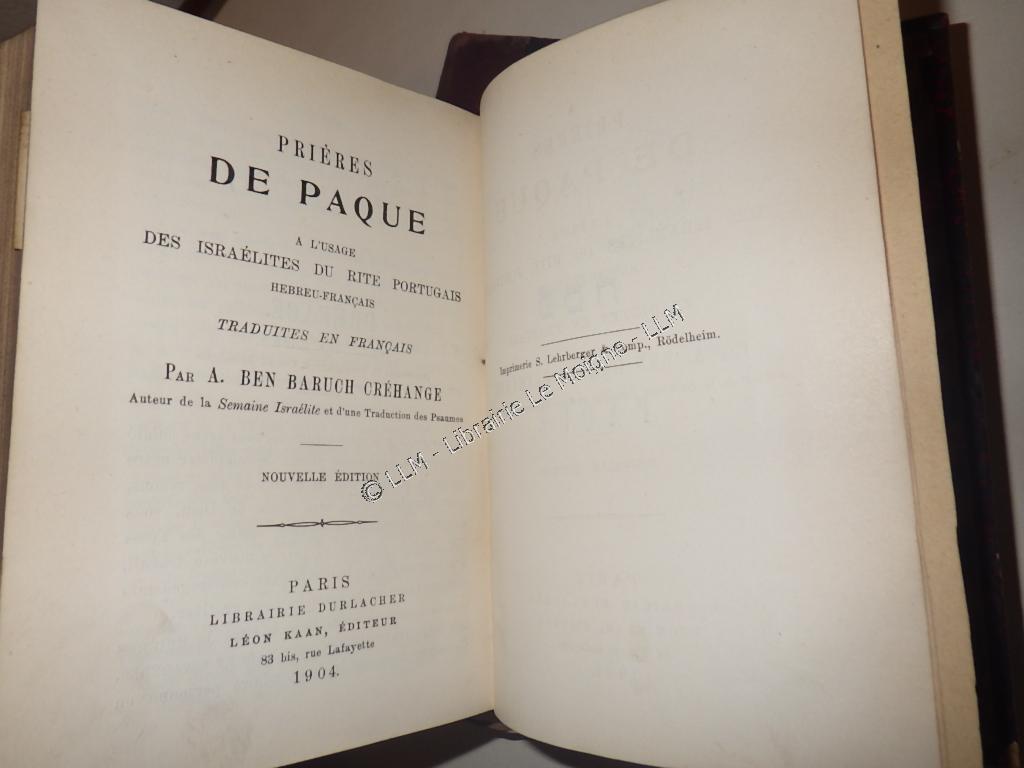 PRIÈRES
DE PAQUE
A L'USAGE
DES ISRAÉLITES DU RITE PORTUGAIS
HEBREU-FRANÇAIS
TRADUITES EN FRANÇAIS
PAR A. BEN BARUCH CRÉHANGE
Auteur de la Semaine Israélite et d'une Traduction des Psaumes
NOUVELLE ÉDITION
PARIS
LIBRAIRIE DURLACHER
LÉON KAAN, ÉDITEUR
83 bis, rue Lafayette
1904.
Imprimerie S. Lehrberger & Comp., Rödelheim.
© LLM - Librairie Le Moigne - LLM